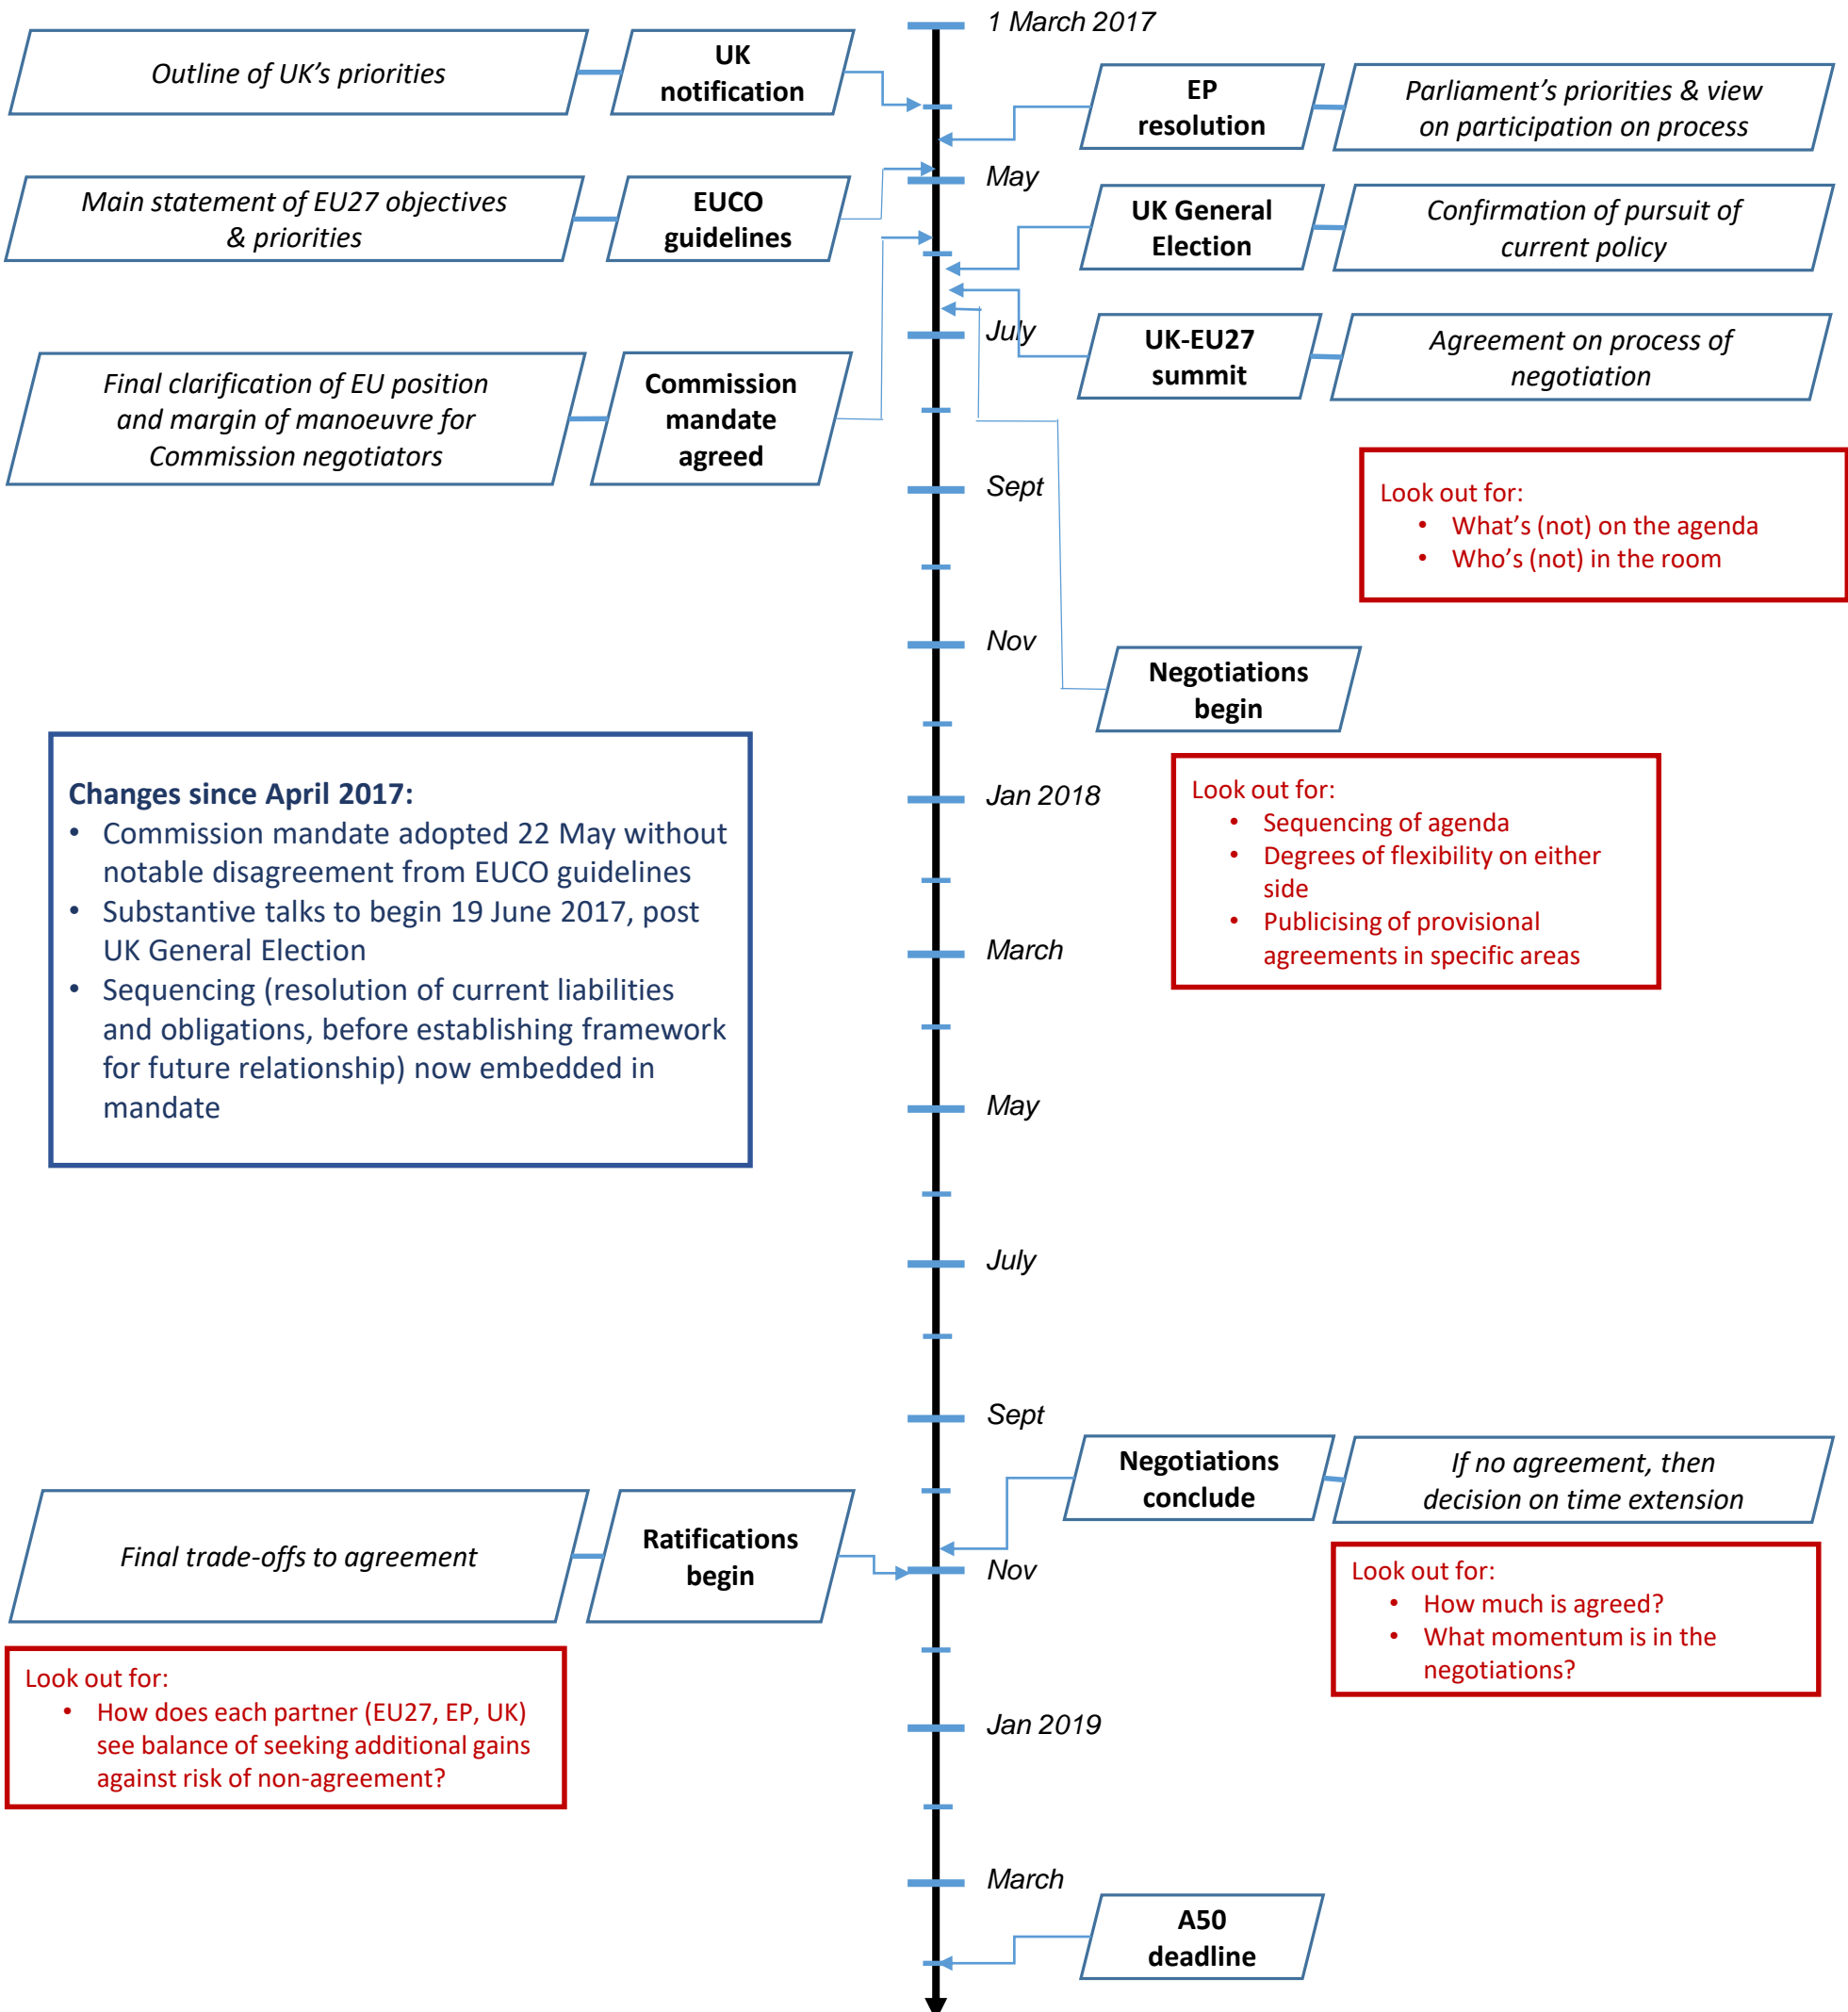 1 March 2017
Outline of UK's priorities
UK
notification
EP
resolution
Parliament's priorities & view
on participation on process
May
Main statement of EU27 objectives
& priorities
EUCO
guidelines
UK General
Election
Confirmation of pursuit of
current policy
July
UK-EU27
summit
Agreement on process of
negotiation
Final clarification of EU position
and margin of manoeuvre for
Commission negotiators
Commission
mandate
agreed
Sept
Look out for:
• What's (not) on the agenda
• Who's (not) in the room
Nov
Negotiations
begin
Changes since April 2017:
• Commission mandate adopted 22 May without
notable disagreement from EUCO guidelines
• Substantive talks to begin 19 June 2017, post
UK General Election
• Sequencing (resolution of current liabilities
and obligations, before establishing framework
for future relationship) now embedded in
mandate
Jan 2018
Look out for:
• Sequencing of agenda
• Degrees of flexibility on either
side
• Publicising of provisional
agreements in specific areas
March
May
July
Sept
Negotiations
conclude
If no agreement, then
decision on time extension
Final trade-offs to agreement
Ratifications
begin
Nov
Look out for:
• How much is agreed?
• What momentum is in the
negotiations?
Look out for:
• How does each partner (EU27, EP, UK)
see balance of seeking additional gains
against risk of non-agreement?
Jan 2019
March
A50
deadline